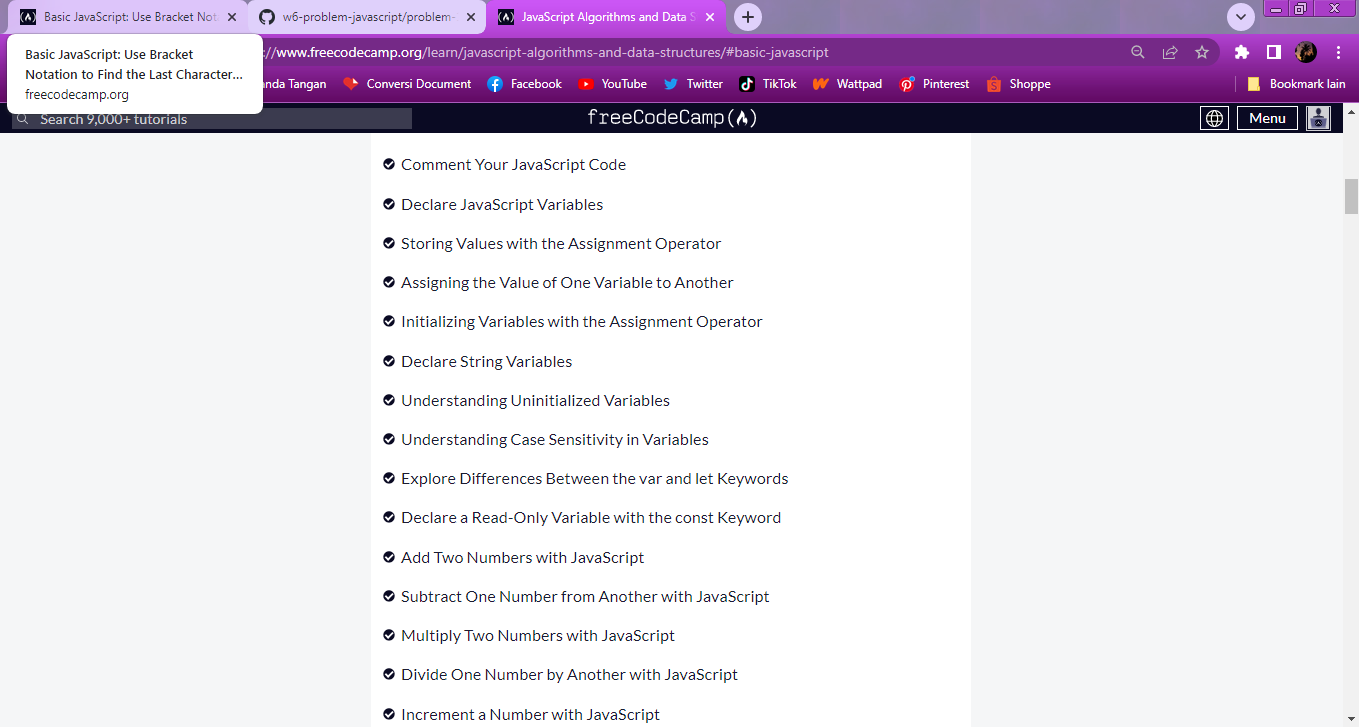 Basic JavaScript: Use Bracket Not
w6-problem-javascript/problem-
JavaScript Algorithms and Data S
Basic JavaScript: Use Bracket
Notation to Find the Last Character...
freecodecamp.org
://www.freecodecamp.org/learn/javascript-algorithms-and-data-structures/#basic-javascript
nda Tangan
Conversi Document
Facebook
YouTube
Twitter
TikTok
Wattpad
Pinterest
Shoppe
Bookmark lain
Search 9,000+ tutorials
freeCodeCamp
Menu
Comment Your JavaScript Code
Declare JavaScript Variables
Storing Values with the Assignment Operator
Assigning the Value of One Variable to Another
Initializing Variables with the Assignment Operator
Declare String Variables
Understanding Uninitialized Variables
Understanding Case Sensitivity in Variables
Explore Differences Between the var and let Keywords
Declare a Read-Only Variable with the const Keyword
Add Two Numbers with JavaScript
Subtract One Number from Another with JavaScript
Multiply Two Numbers with JavaScript
Divide One Number by Another with JavaScript
Increment a Number with JavaScript